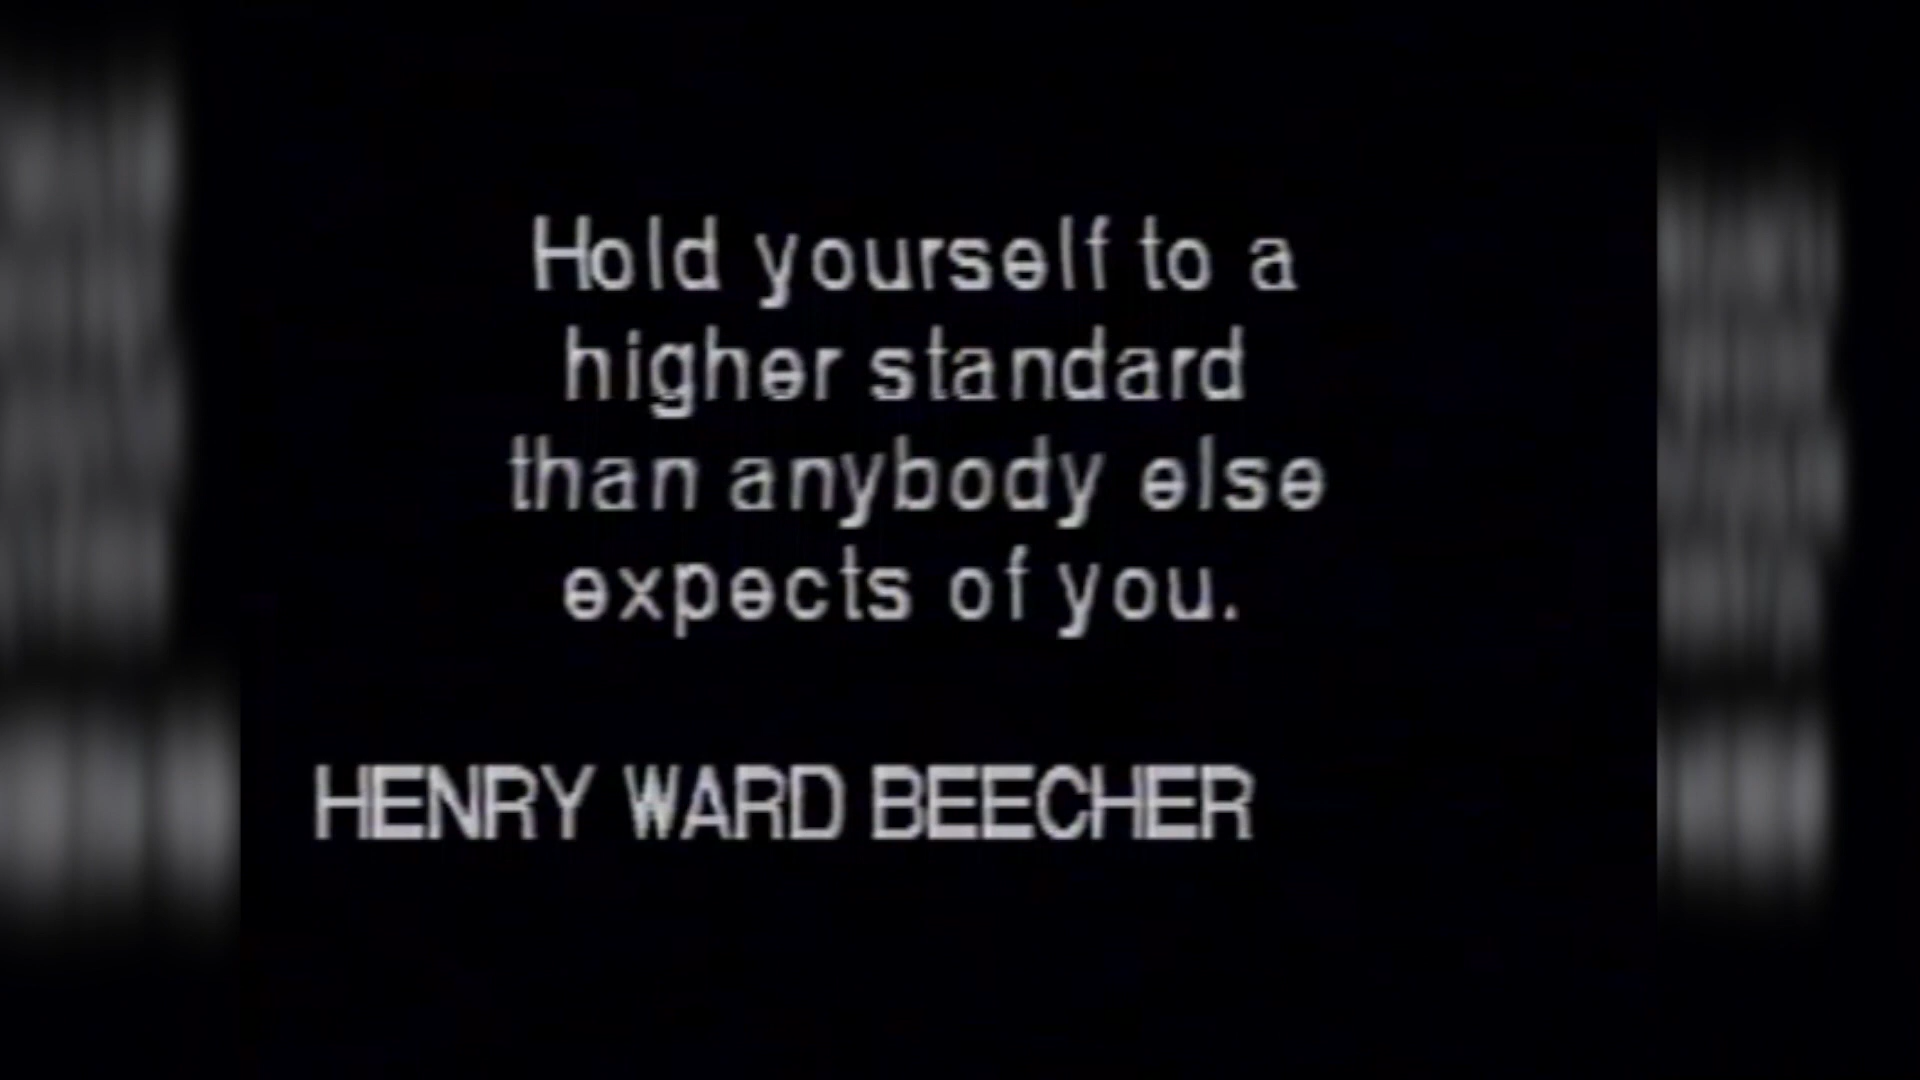 Hold yourself to a
higher standard
than anybody else
expects of you.
HENRY WARD BEECHER